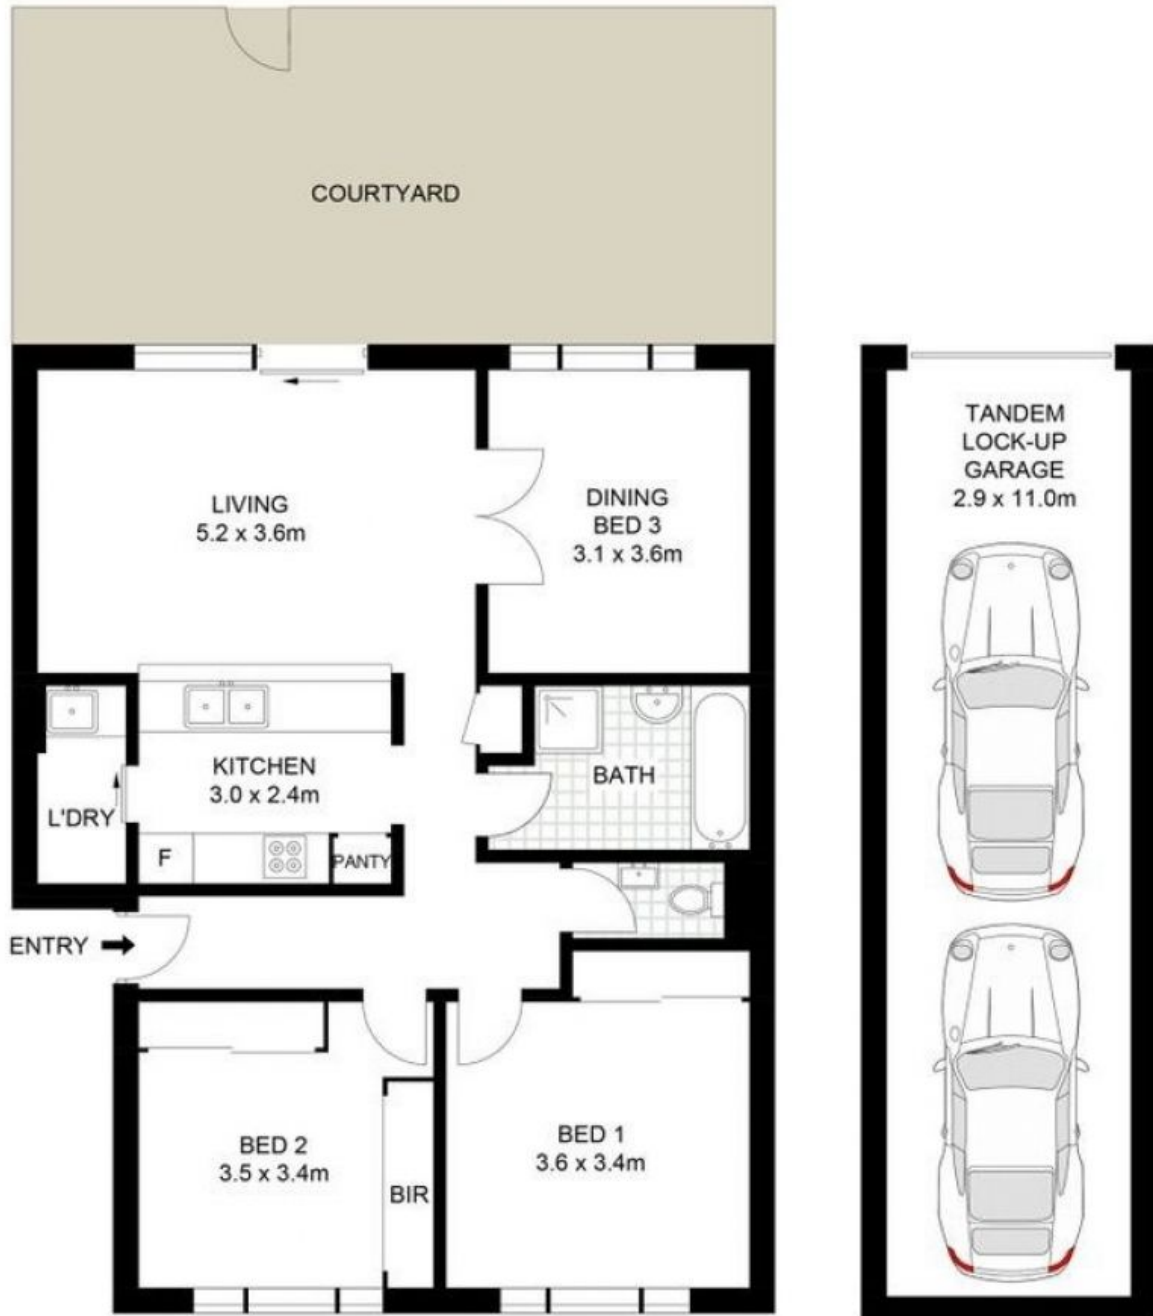 COURTYARD
LIVING
5.2 x 3.6m
DINING
BED 3
3.1 x 3.6m
TANDEM
LOCK-UP
GARAGE
2.9 x 11.0m
KITCHEN
3.0 x 2.4m
BATH
L'DRY
F
PANTY
ENTRY
BED 2
3.5 x 3.4m
BIR
BED 1
3.6 x 3.4m